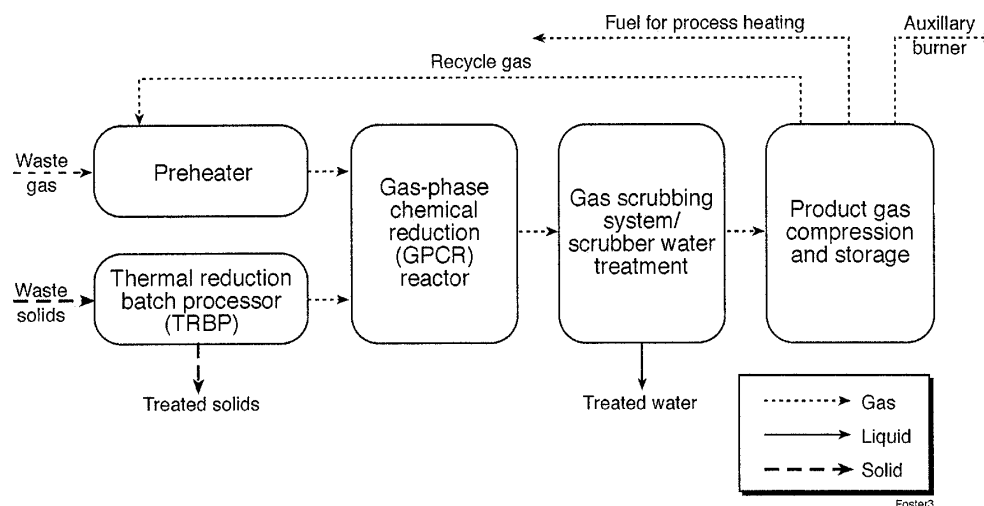 Fuel for process heating
Auxillary
burner
Recycle gas
Waste
gas
Preheater
Gas-phase
chemical
reduction
(GPCR)
reactor
Gas scrubbing
system/
scrubber water
treatment
Product gas
compression
and storage
Waste
solids
Thermal reduction
batch processor
(TRBP)
Treated solids
Treated water
Gas
Liquid
Solid
Foster3